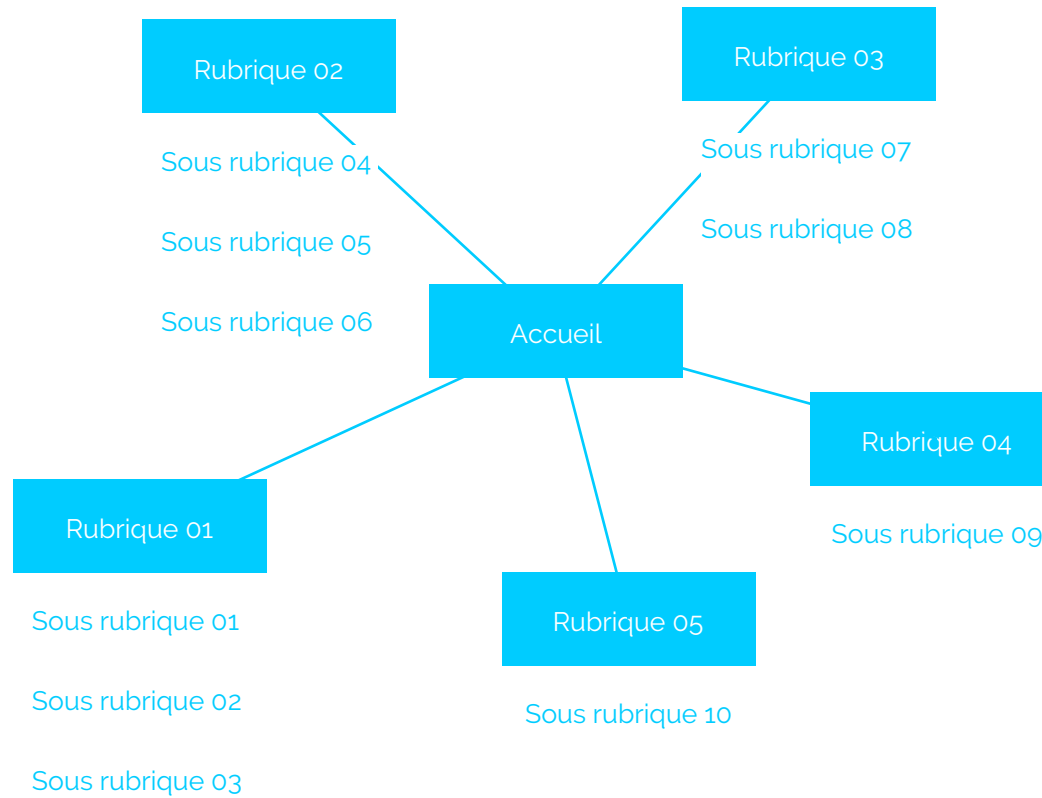 Rubrique 02
Sous rubrique 04
Sous rubrique 05
Sous rubrique 06
Rubrique 03
Sous rubrique 07
Sous rubrique 08
Accueil
Rubrique 04
Sous rubrique 09
Rubrique 01
Sous rubrique 01
Sous rubrique 02
Sous rubrique 03
Rubrique 05
Sous rubrique 10